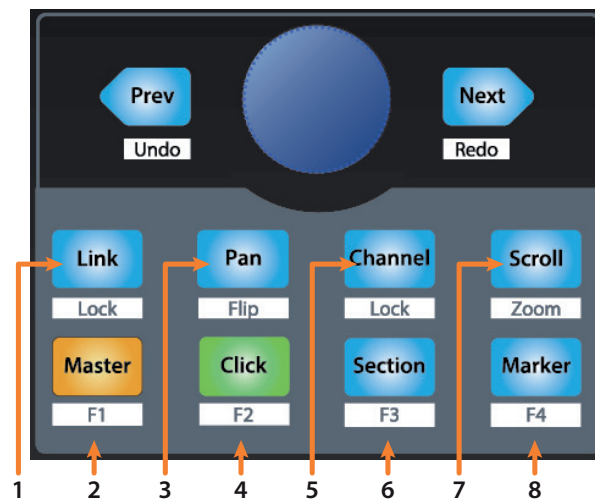 Prev Next
Undo Redo
Link Pan Channel Scroll
Lock Flip Lock Zoom
Master Click Section Marker
F1 F2 F3 F4
1 2 3 4 5 6 7 8